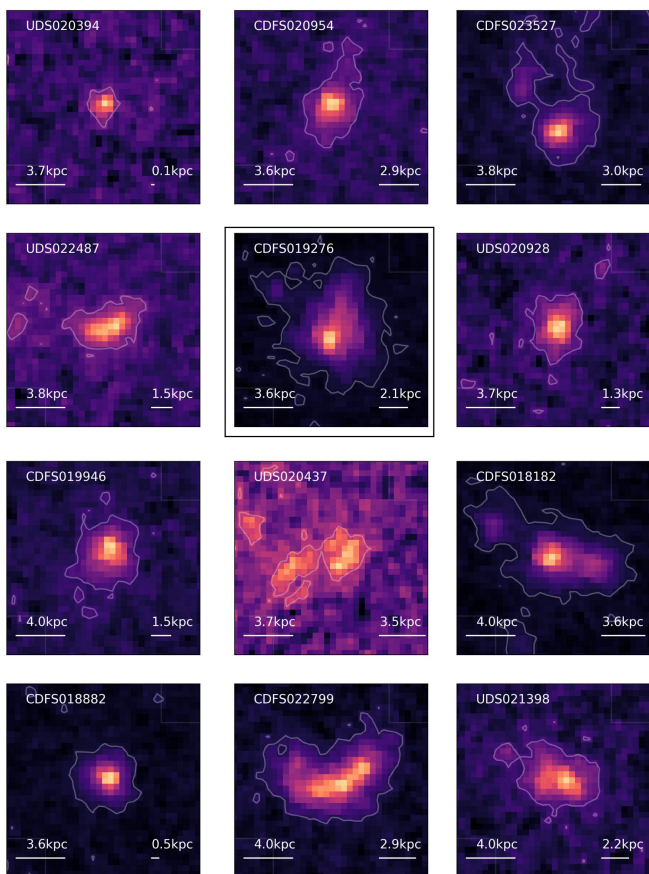 UDS020394
3.7kpc 0.1kpc
CDFS020954
3.6kpc 2.9kpc
CDFS023527
3.8kpc 3.0kpc
UDS022487
3.8kpc 1.5kpc
CDFS019276
3.6kpc 2.1kpc
UDS020928
3.7kpc 1.3kpc
CDFS019946
4.0kpc 1.5kpc
UDS020437
3.7kpc 3.5kpc
CDFS018182
4.0kpc 3.6kpc
CDFS018882
3.6kpc 0.5kpc
CDFS022799
4.0kpc 2.9kpc
UDS021398
4.0kpc 2.2kpc